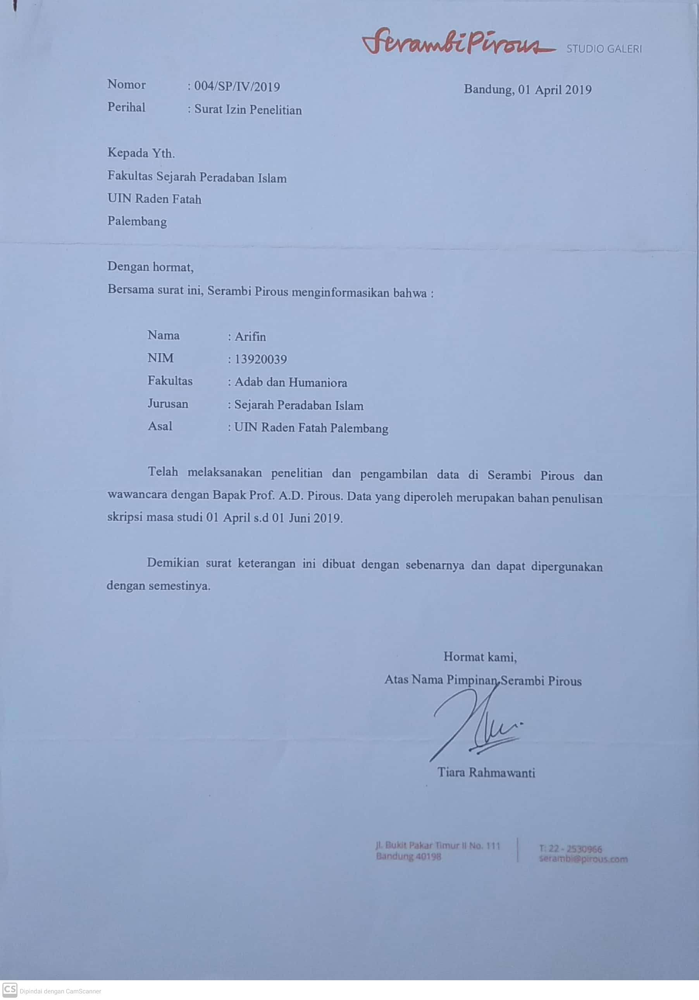 SerambiPirous STUDIO GALERI
Nomor : 004/SP/IV/2019 Bandung, 01 April 2019
Perihal : Surat Izin Penelitian
Kepada Yth.
Fakultas Sejarah Peradaban Islam
UIN Raden Fatah
Palembang
Dengan hormat,
Bersama surat ini, Serambi Pirous menginformasikan bahwa :
Nama : Arifin
NIM : 13920039
Fakultas : Adab dan Humaniora
Jurusan : Sejarah Peradaban Islam
Asal : UIN Raden Fatah Palembang
Telah melaksanakan penelitian dan pengambilan data di Serambi Pirous dan
wawancara dengan Bapak Prof. A.D. Pirous. Data yang diperoleh merupakan bahan penulisan
skripsi masa studi 01 April s.d 01 Juni 2019.
Demikian surat keterangan ini dibuat dengan sebenarnya dan dapat dipergunakan
dengan semestinya.
Hormat kami,
Atas Nama Pimpinan Serambi Pirous
Tiara Rahmawanti
Jl. Bukit Pakar Timur II No. 111
Bandung 40198
T: 22 - 2530966
serambi@pirous.com
CS Dipindai dengan CamScanner